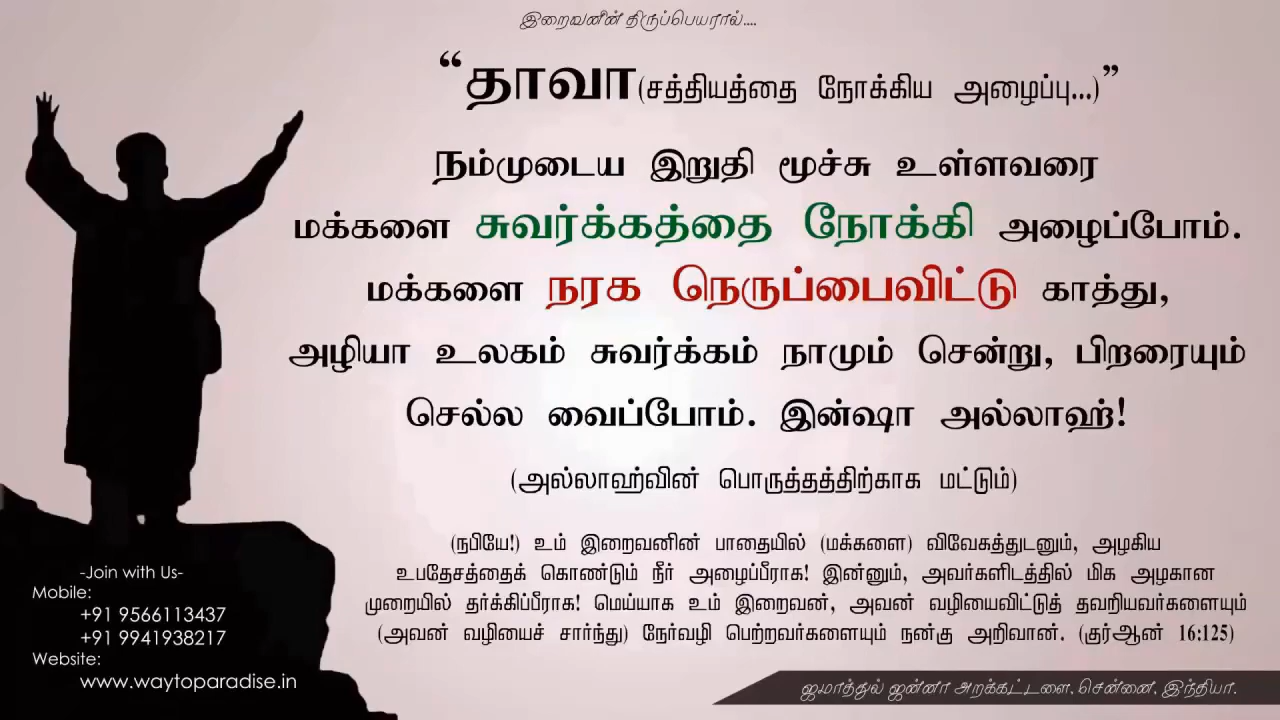 இறைவனின் திருப்பெயரால்....
“தாவா(சத்தியத்தை நோக்கிய அழைப்பு...)”
நம்முடைய இறுதி மூச்சு உள்ளவரை
மக்களை சுவர்க்கத்தை நோக்கி அழைப்போம்.
மக்களை நரக நெருப்பைவிட்டு காத்து,
அழியா உலகம் சுவர்க்கம் நாமும் சென்று, பிறரையும்
செல்ல வைப்போம். இன்ஷா அல்லாஹ்!
(அல்லாஹ்வின் பொருத்தத்திற்காக மட்டும்)
(நபியே!) உம் இறைவனின் பாதையில் (மக்களை) விவேகத்துடனும், அழகிய
உபதேசத்தைக் கொண்டும் நீர் அழைப்பீராக! இன்னும், அவர்களிடத்தில் மிக அழகான
முறையில் தர்க்கிப்பீராக! மெய்யாக உம் இறைவன், அவன் வழியைவிட்டுத் தவறியவர்களையும்
(அவன் வழியைச் சார்ந்து) நேர்வழி பெற்றவர்களையும் நன்கு அறிவான். (குர்ஆன் 16:125)
-Join with Us-
Mobile:
+91 9566113437
+91 9941938217
Website:
www.waytoparadise.in
ஜமாத்துல் ஜன்னா அறக்கட்டளை, சென்னை, இந்தியா.